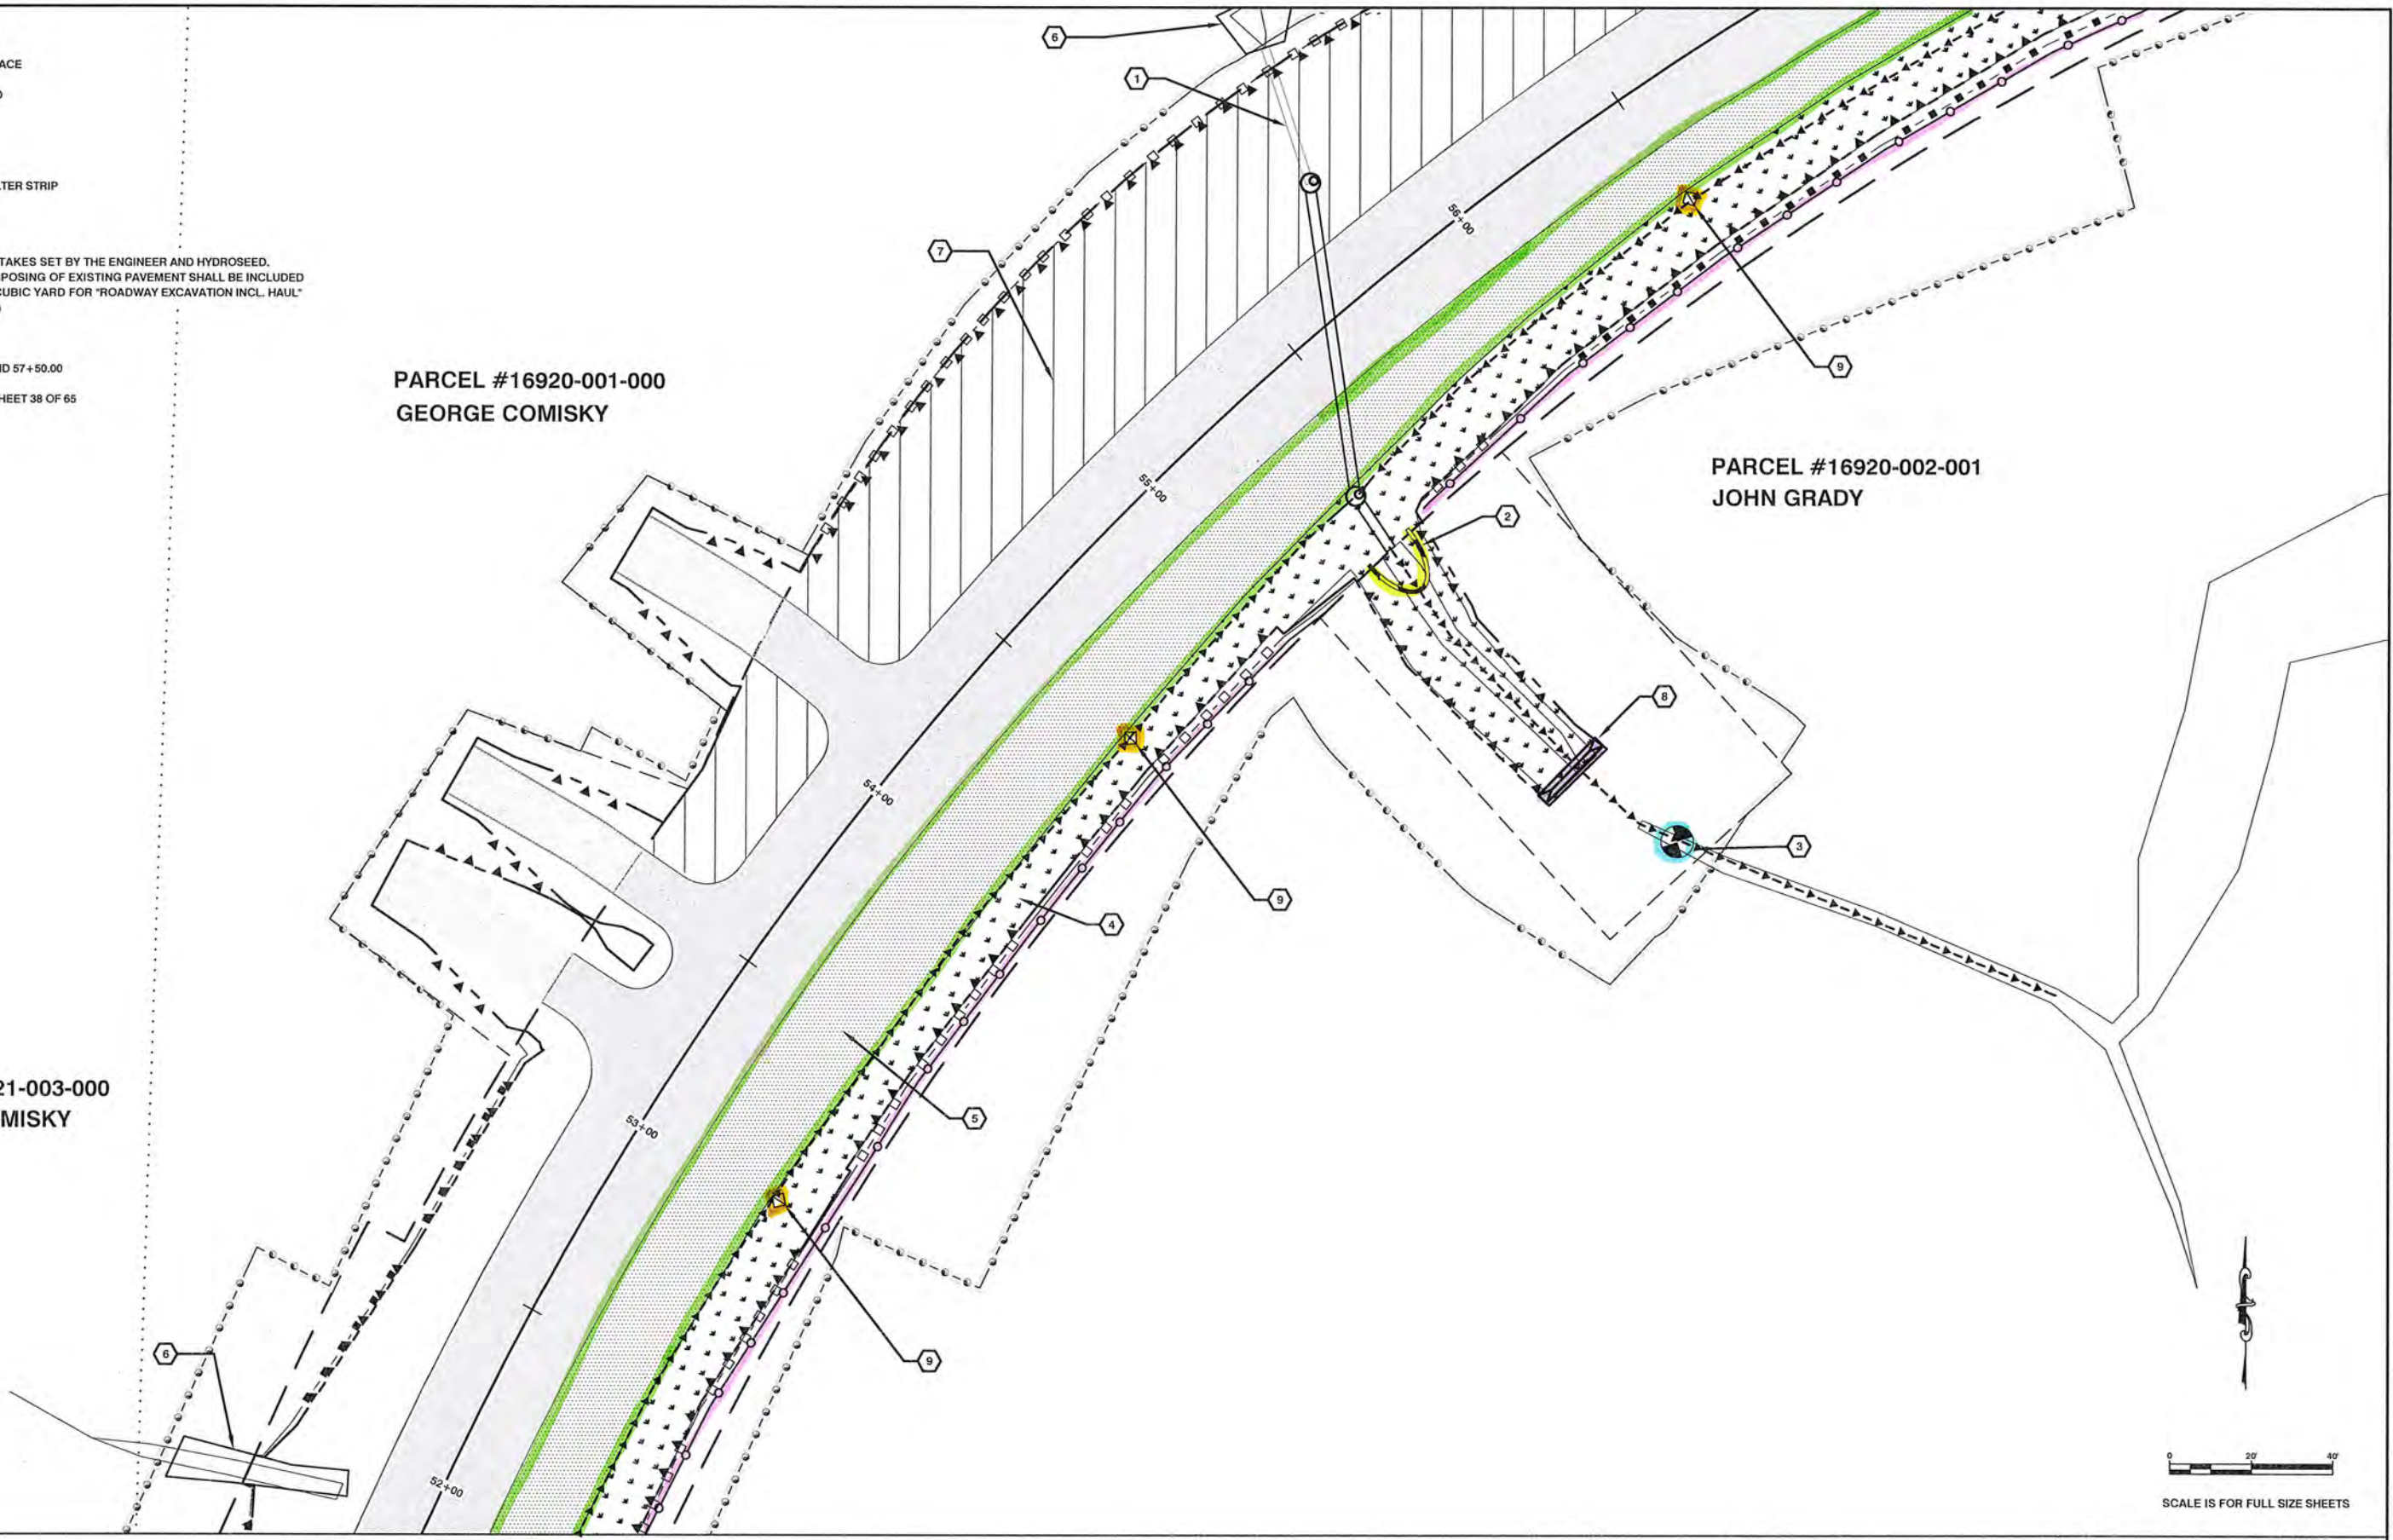 ACE
TER STRIP
TAKES SET BY THE ENGINEER AND HYDROSEED.
POSING OF EXISTING PAVEMENT SHALL BE INCLUDED
CUBIC YARD FOR "ROADWAY EXCAVATION INCL. HAUL"
ID 57+50.00
HEET 38 OF 65
6
1
7
56+00
9
PARCEL #16920-001-000
GEORGE COMISKY
PARCEL #16920-002-001
JOHN GRADY
55+00
2
8
54+00
3
9
4
21-003-000
MISKY
5
53+00
6
9
52+00
0 20' 40'
SCALE IS FOR FULL SIZE SHEETS